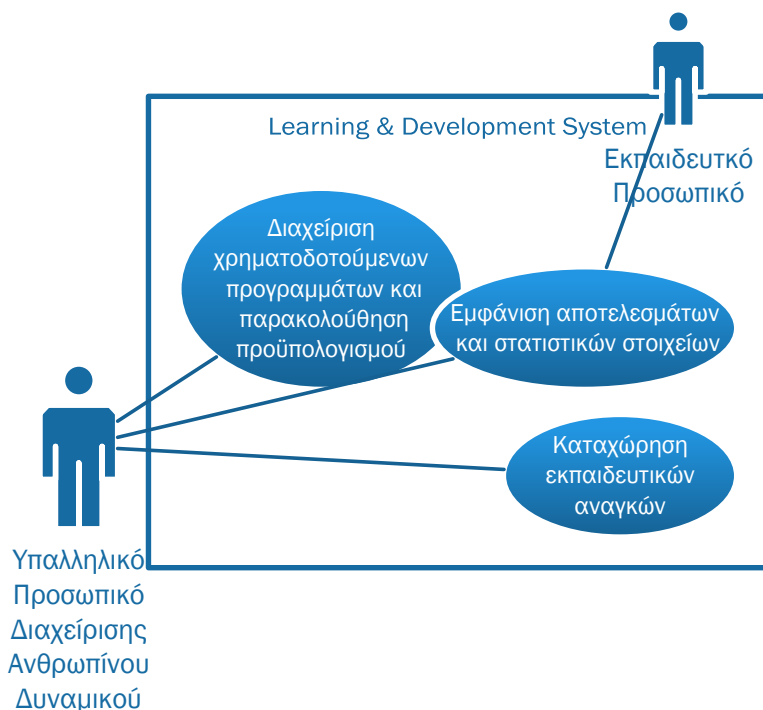 Learning & Development System
Εκπαιδευτκό
Προσωπικό
Διαχείριση
χρηματοδοτούμενων
προγραμμάτων και
παρακολούθηση
προϋπολογισμού
Εμφάνιση αποτελεσμάτων
και στατιστικών στοιχείων
Καταχώρηση
εκπαιδευτικών
αναγκών
Υπαλληλικό
Προσωπικό
Διαχείρισης
Ανθρωπίνου
Δυναμικού